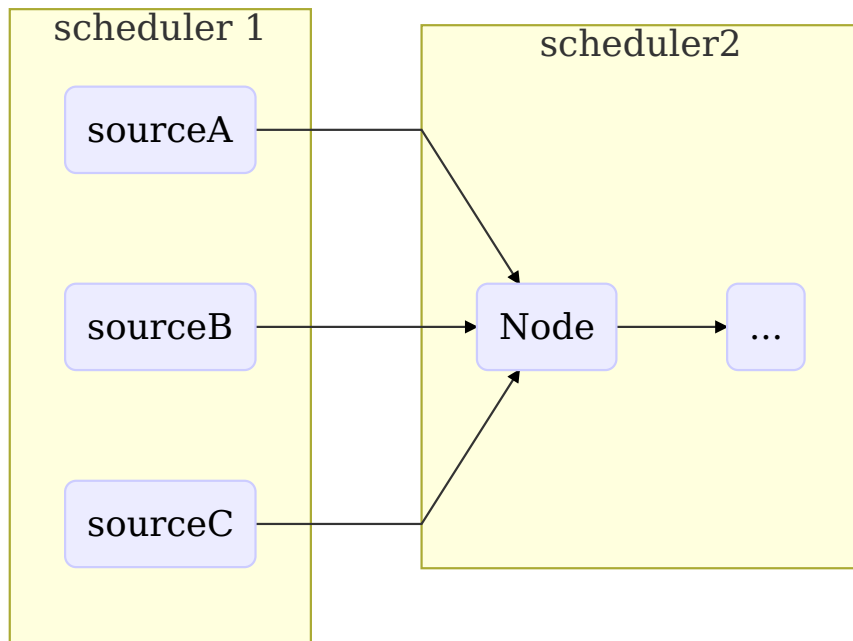 scheduler 1
scheduler2
sourceA
sourceB
Node
...
sourceC